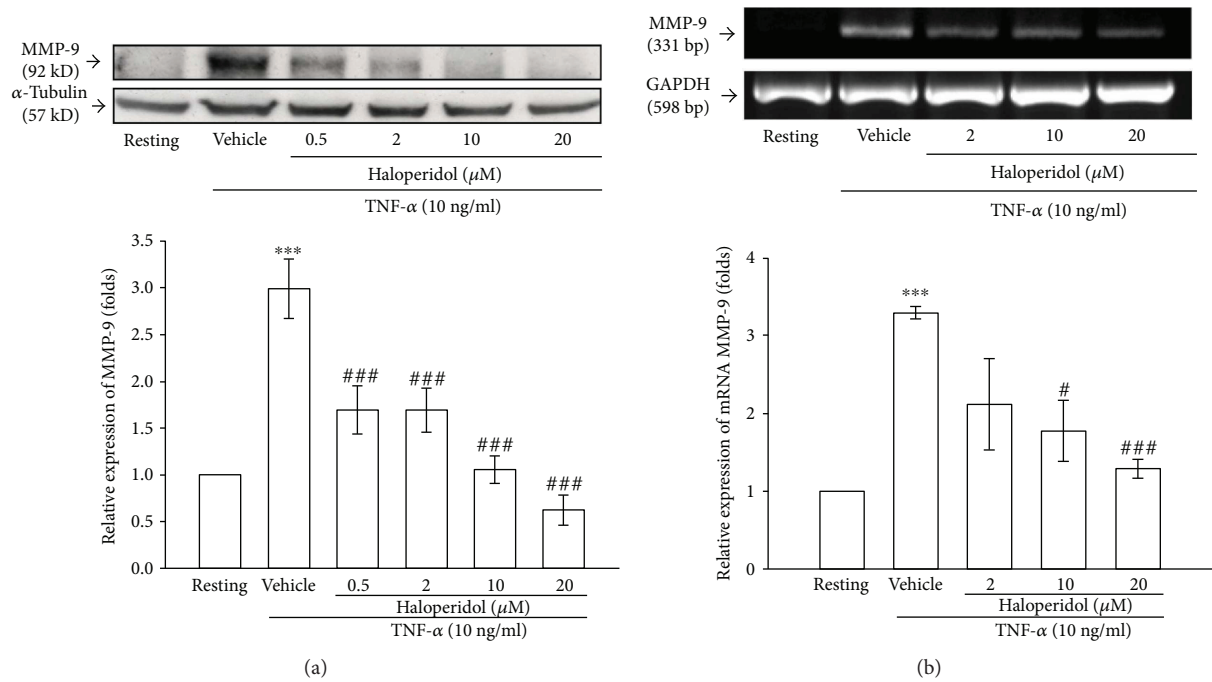 MMP-9
(92 kD)
α-Tubulin
(57 kD)
Resting Vehicle 0.5 2 10 20
Haloperidol (μM)
TNF-α (10 ng/ml)
Relative expression of MMP-9 (folds)
3.5
3.0
2.5
2.0
1.5
1.0
0.5
0.0
***
###
###
###
###
Resting Vehicle 0.5 2 10 20
Haloperidol (μM)
TNF-α (10 ng/ml)
(a)
MMP-9
(331 bp)
GAPDH
(598 bp)
Resting Vehicle 2 10 20
Haloperidol (μM)
TNF-α (10 ng/ml)
Relative expression of mRNA MMP-9 (folds)
4
3
2
1
0
***
#
###
Resting Vehicle 2 10 20
Haloperidol (μM)
TNF-α (10 ng/ml)
(b)